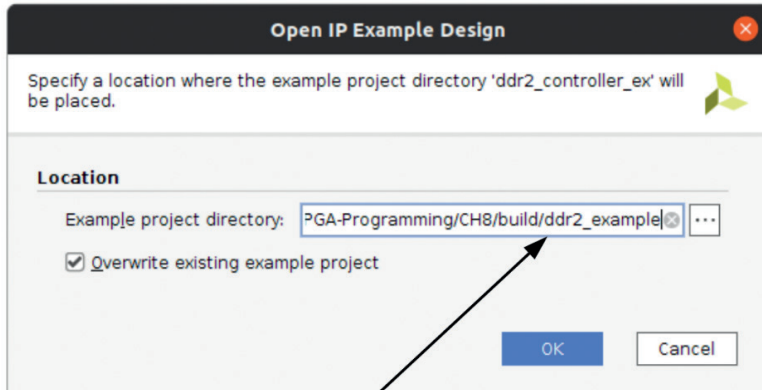 Open IP Example Design
Specify a location where the example project directory 'ddr2_controller_ex' will
be placed.
Location
Example project directory: PGA-Programming/CH8/build/ddr2_example
Overwrite existing example project
OK Cancel